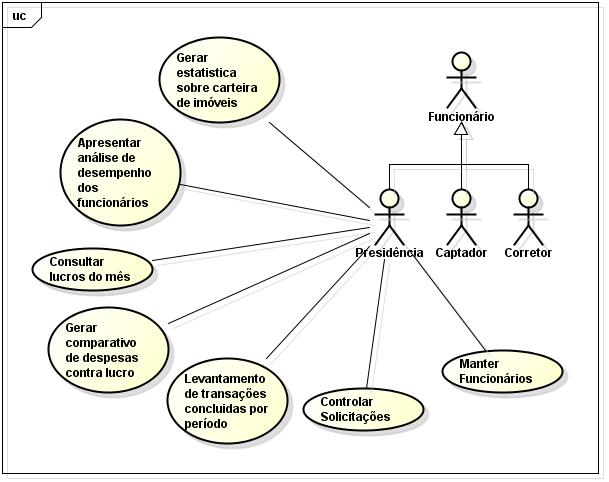 uc
Gerar
estatistica
sobre carteira
de imóveis
Funcionário
Apresentar
análise de
desempenho
dos
funcionários
Presidência
Captador
Corretor
Consultar
lucros do mês
Gerar
comparativo
de despesas
contra lucro
Levantamento
de transações
concluidas por
período
Controlar
Solicitações
Manter
Funcionários